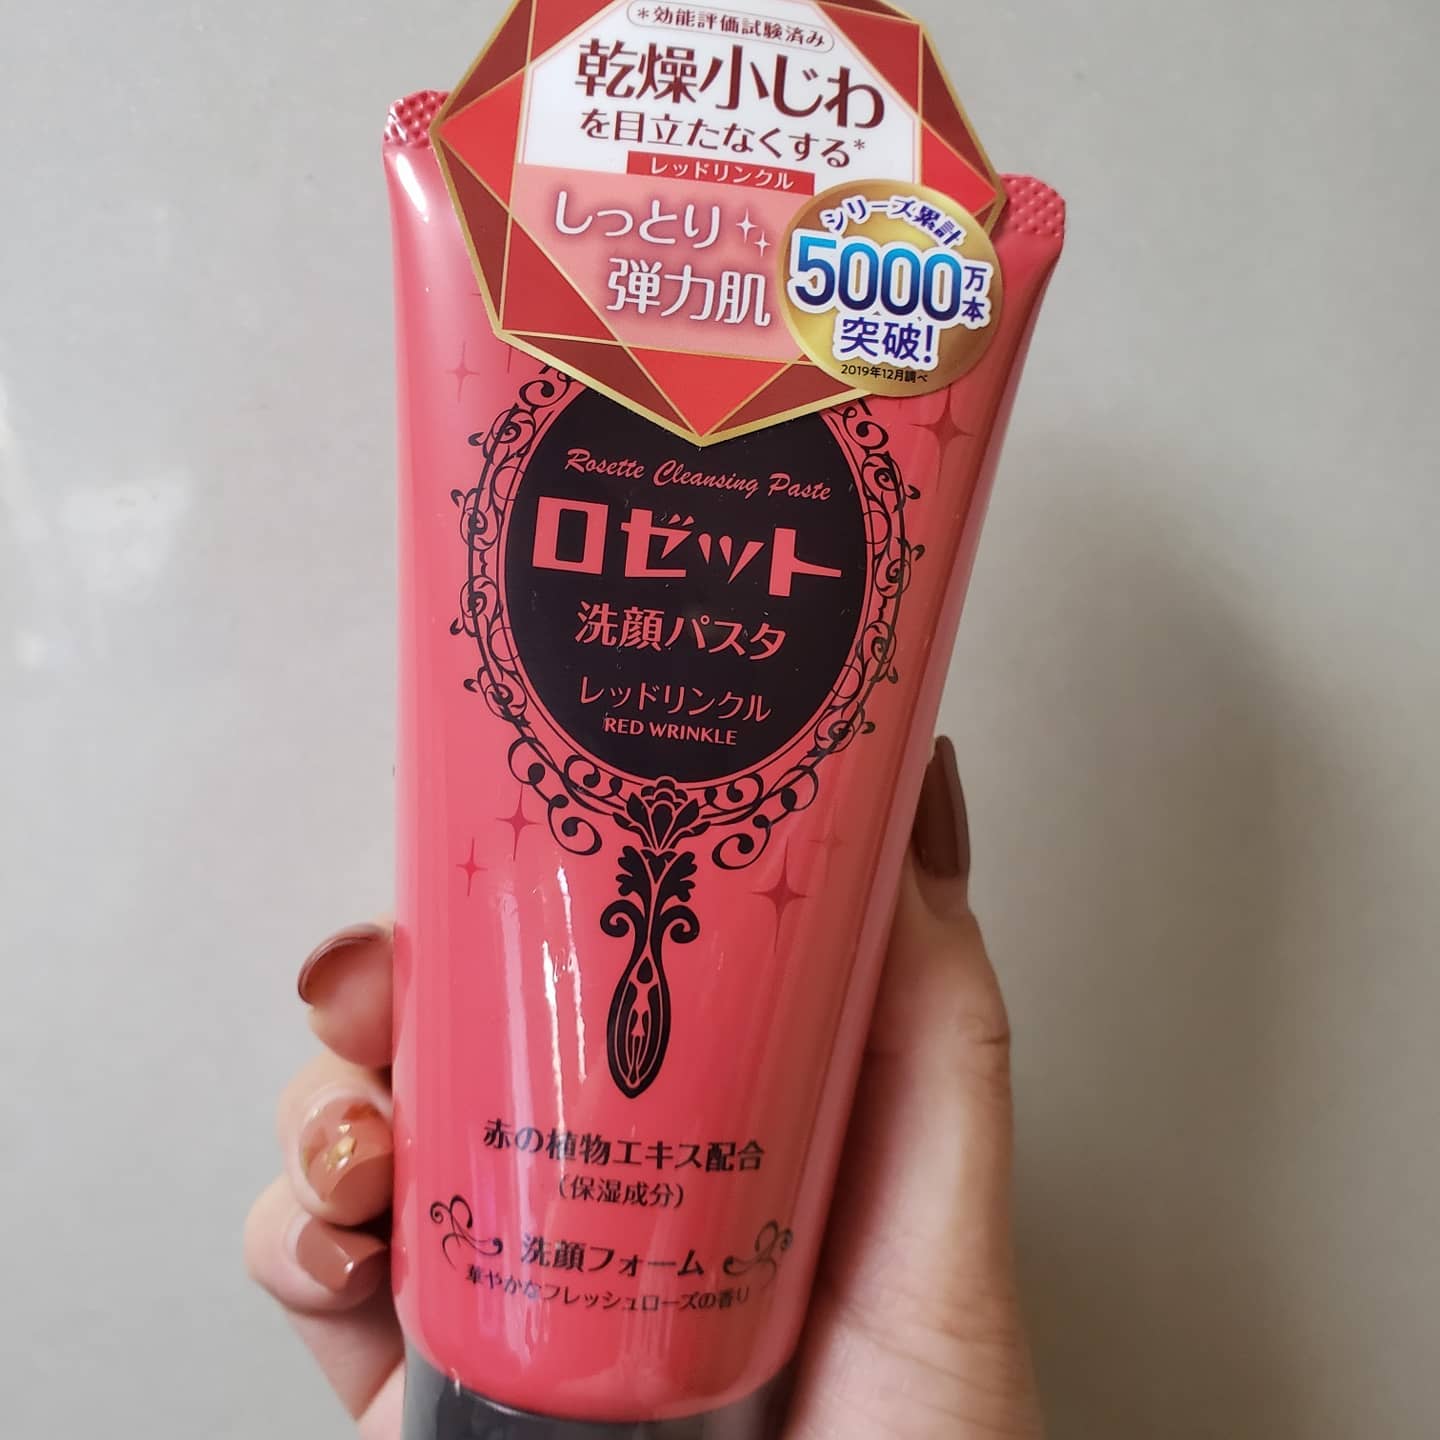 *効能評価試験済み
乾燥小じわ
を目立たなくする*
レッドリンクル
しっとり
弾力肌
シリーズ累計
5000万本
突破!
2019年12月調べ
Rosette Cleansing Paste
ロゼット
洗顔パスタ
レッドリンクル
RED WRINKLE
赤の植物エキス配合
(保湿成分)
洗顔フォーム
華やかなフレッシュローズの香り